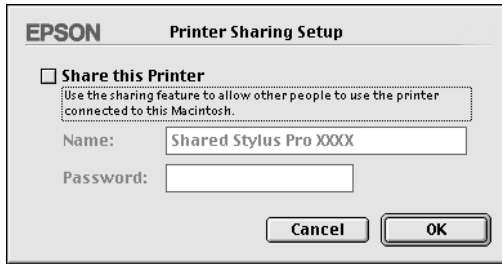 EPSON Printer Sharing Setup
Share this Printer
Use the sharing feature to allow other people to use the printer
connected to this Macintosh.
Name: Shared Stylus Pro XXXX
Password:
Cancel OK